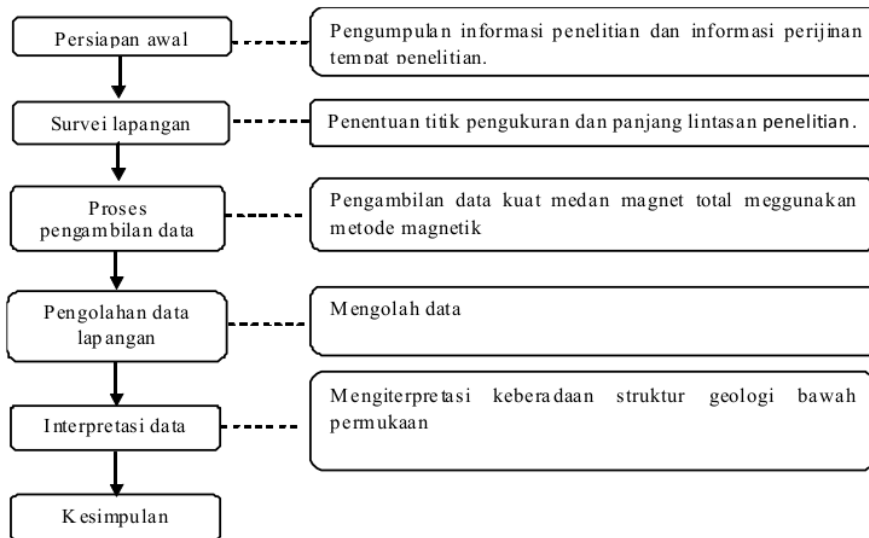 Persiapan awal
Pengumpulan informasi penelitian dan informasi perijinan
tempat penelitian.
Survei lapangan
Penentuan titik pengukuran dan panjang lintasan penelitian.
Proses
pengambilan data
Pengambilan data kuat medan magnet total meggunakan
metode magnetik
Pengolahan data
lapangan
Mengolah data
Interpretasi data
Mengiterpretasi keberadaan struktur geologi bawah
permukaan
Kesimpulan